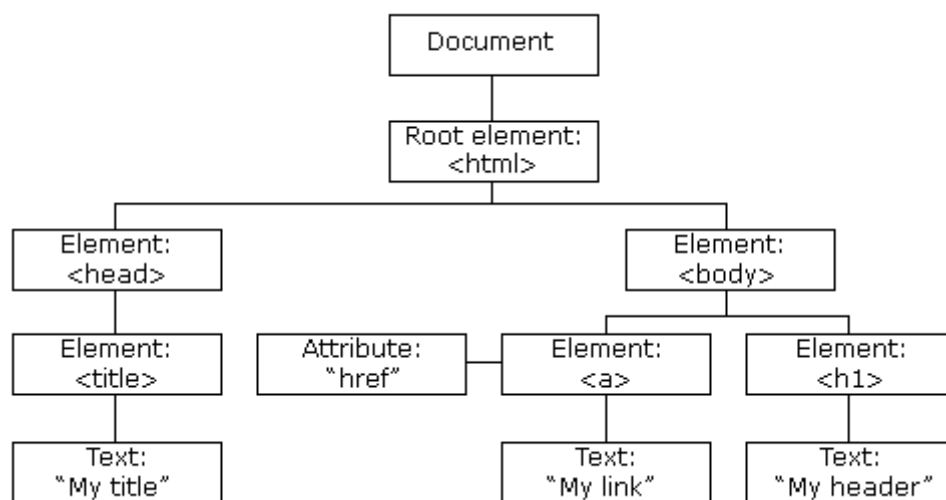 Document
Root element:
<html>
Element:
<head>
Element:
<body>
Element:
<title>
Attribute:
“href”
Element:
<a>
Element:
<h1>
Text:
“My title”
Text:
“My link”
Text:
“My header”